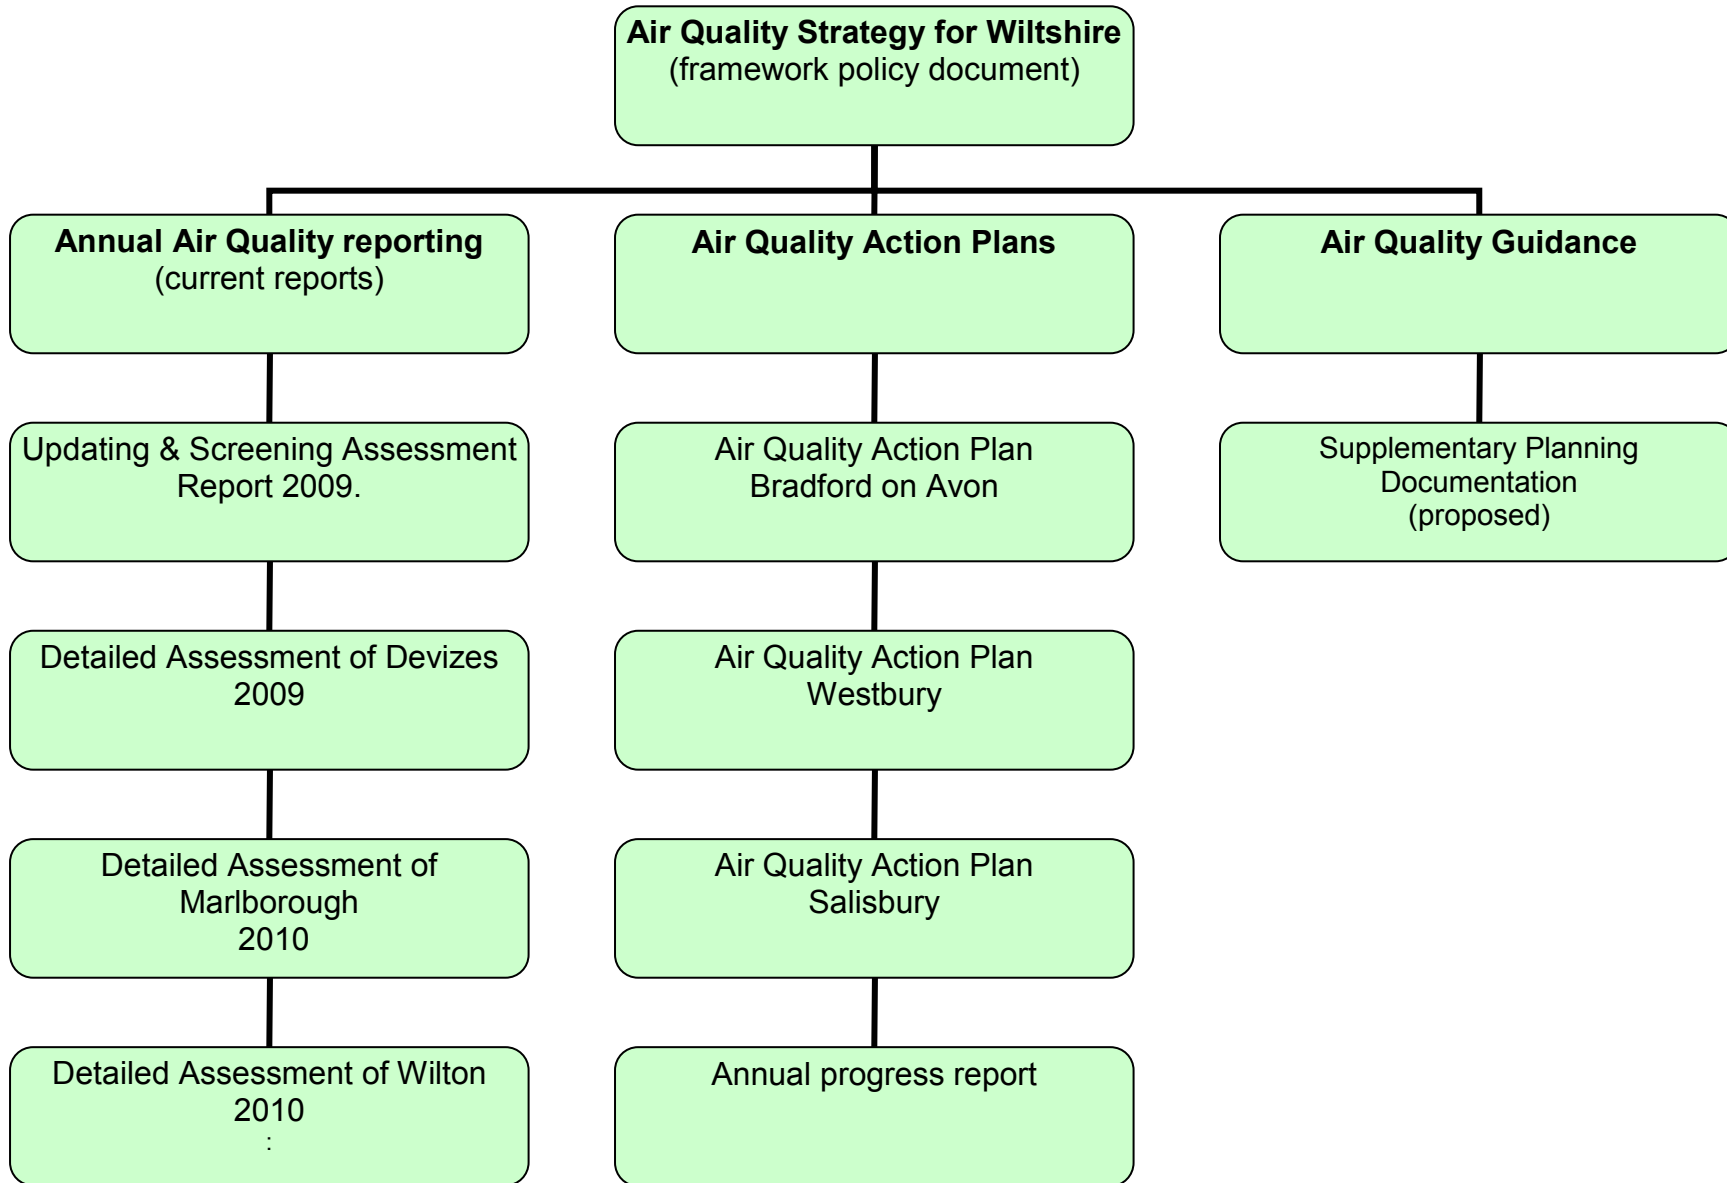 Air Quality Strategy for Wiltshire
(framework policy document)
Annual Air Quality reporting
(current reports)
Air Quality Action Plans
Air Quality Guidance
Updating & Screening Assessment
Report 2009.
Air Quality Action Plan
Bradford on Avon
Supplementary Planning
Documentation
(proposed)
Detailed Assessment of Devizes
2009
Air Quality Action Plan
Westbury
Detailed Assessment of
Marlborough
2010
Air Quality Action Plan
Salisbury
Detailed Assessment of Wilton
2010
:
Annual progress report